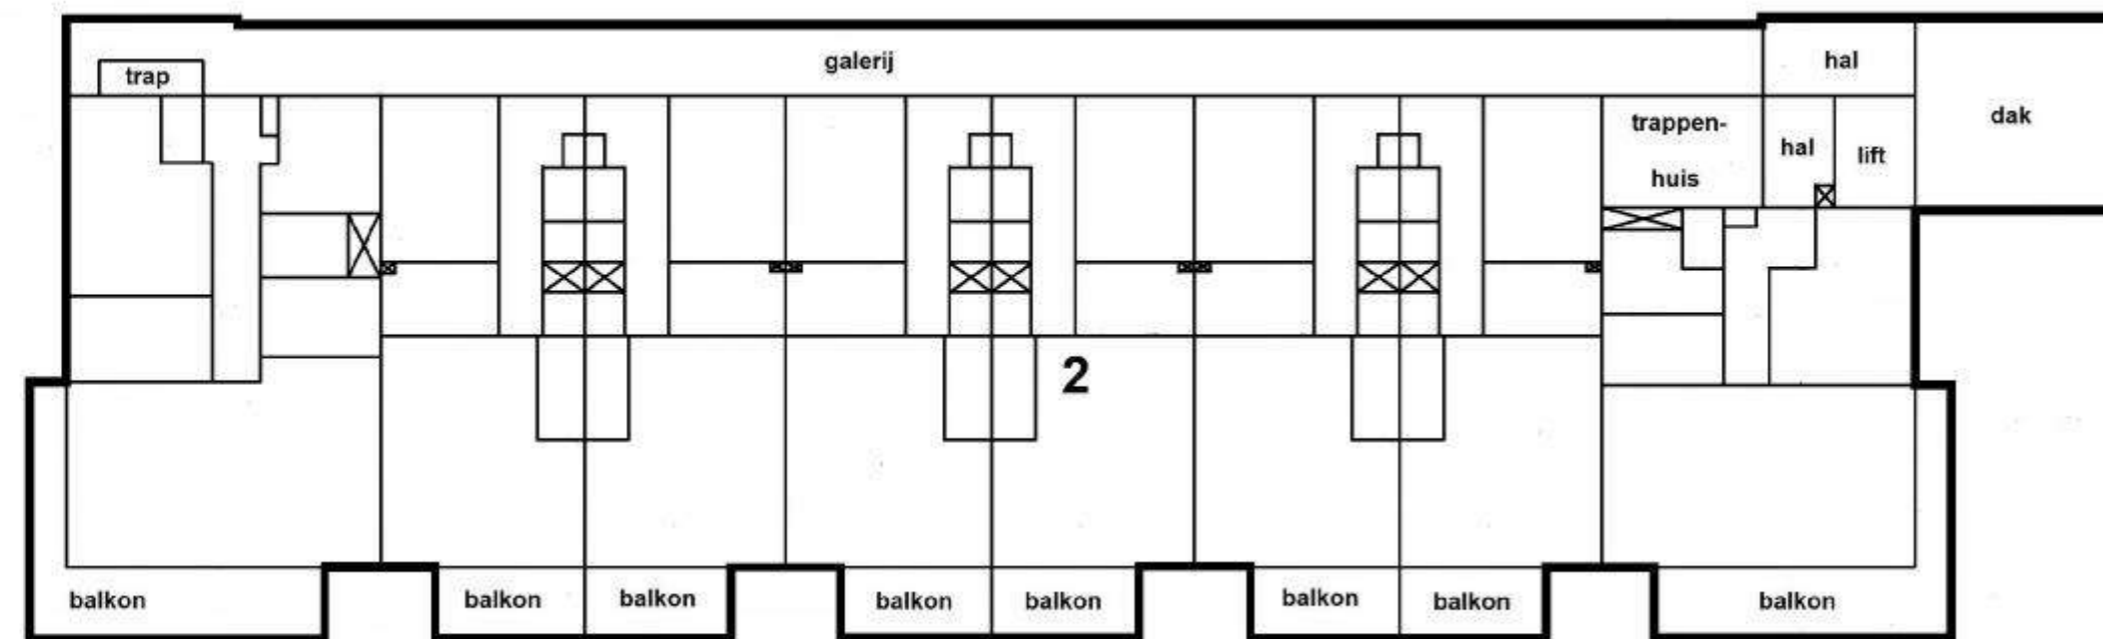 galerij
hal
trap
dak
trappen-
hal
lift
huis
2
balkon
balkon
balkon
balkon
balkon
balkon
balkon
balkon